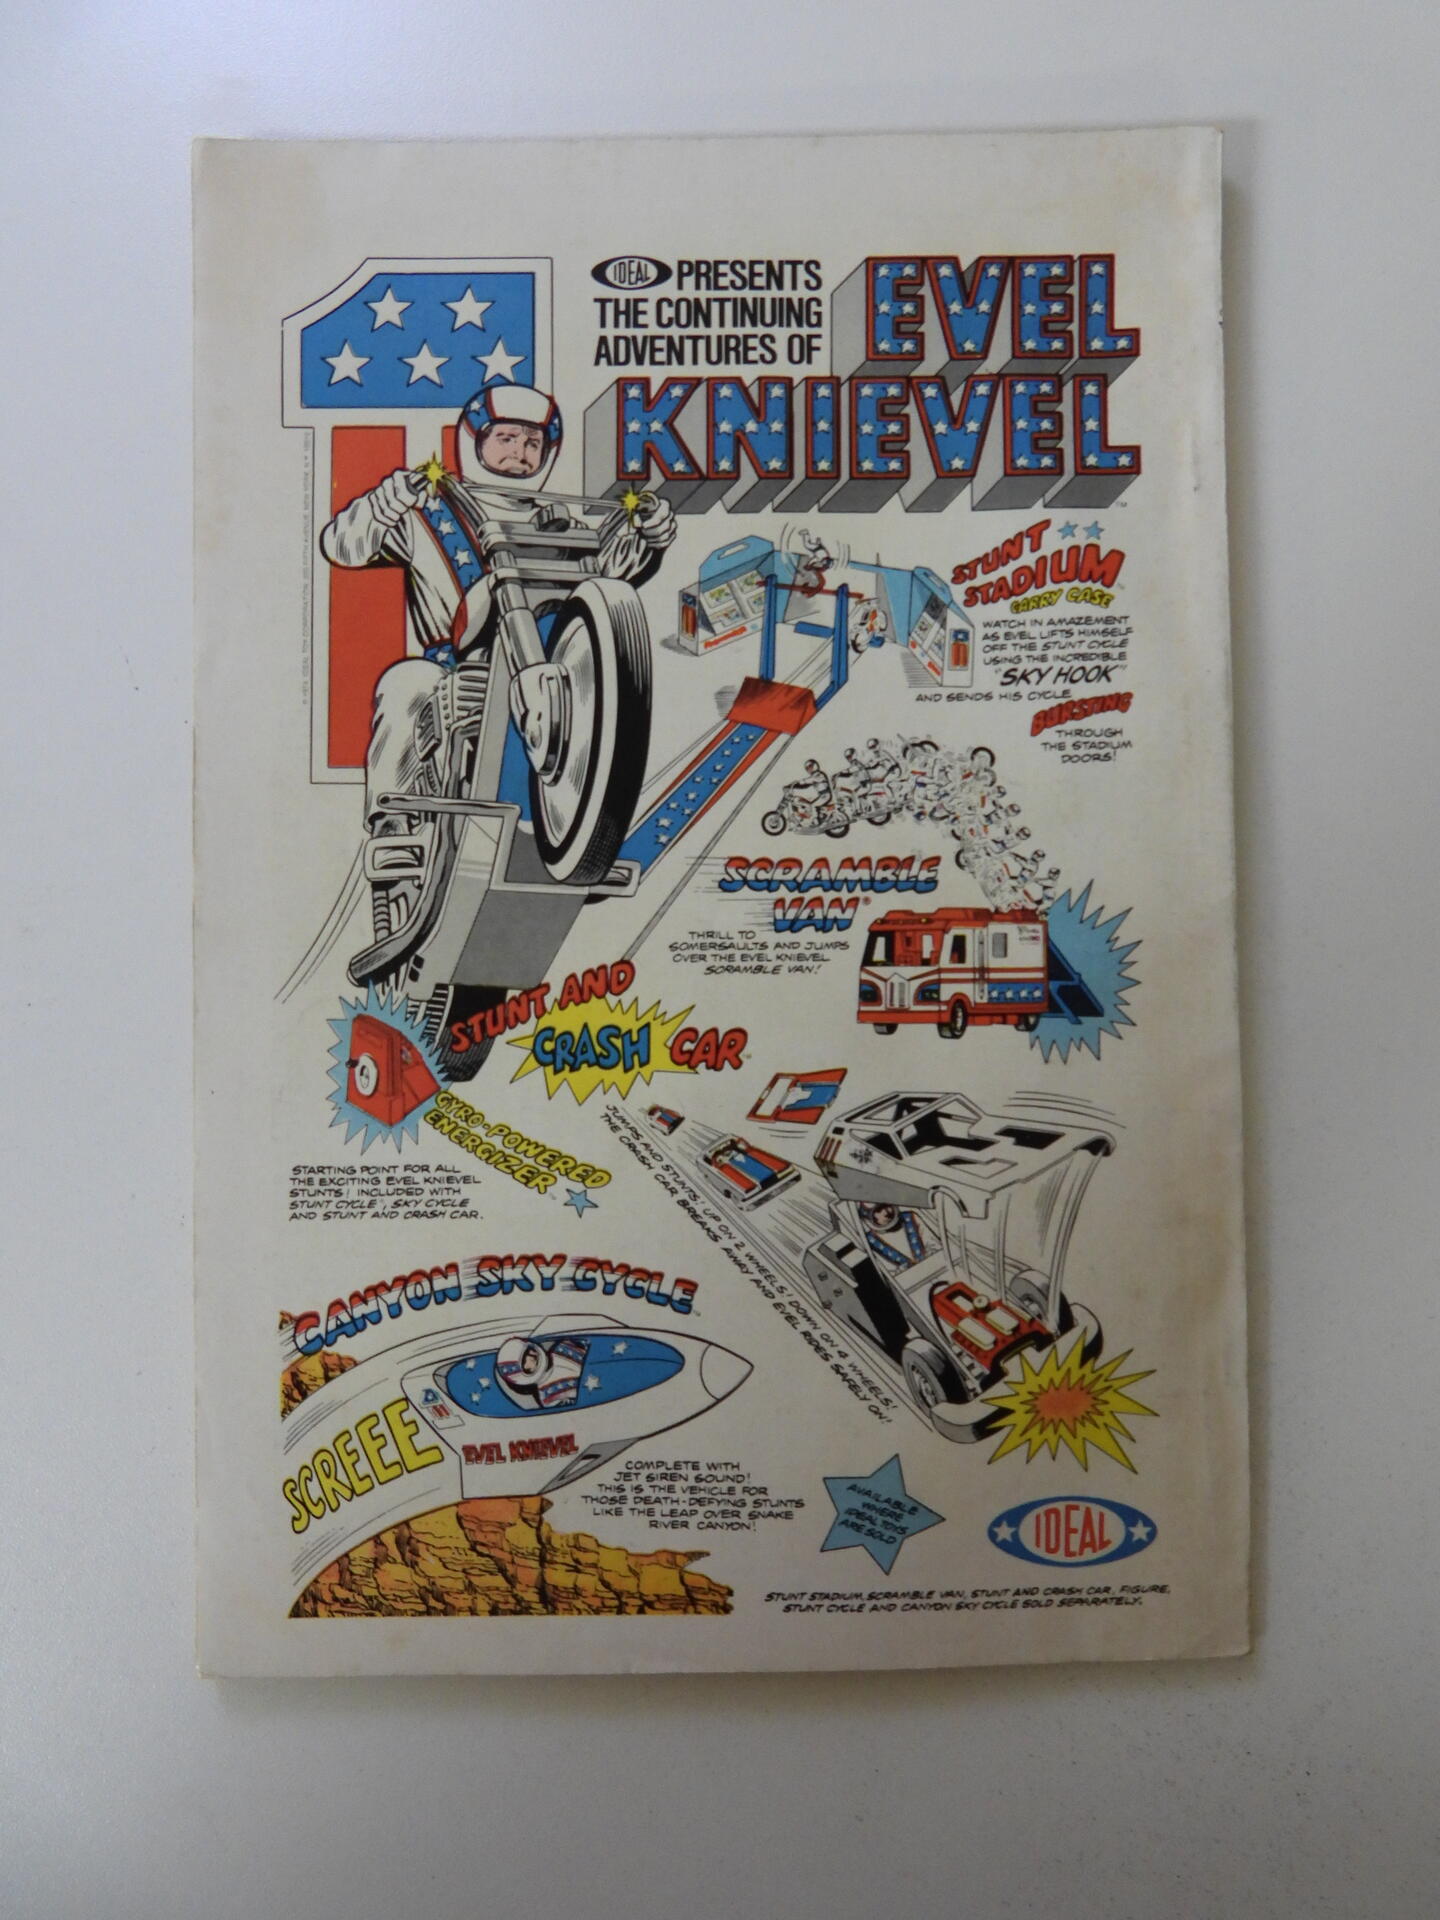 IDEAL PRESENTS
THE CONTINUING
ADVENTURES OF
EVEL
KNIEVEL
TM
STUNT
STADIUM
CARRY CASE
WATCH IN AMAZEMENT
AS EVEL LIFTS HIMSELF
OFF THE STUNT CYCLE
USING THE INCREDIBLE
"SKY HOOK"
AND SENDS HIS CYCLE
BURSTING
THROUGH
THE STADIUM
DOORS!
SCRAMBLE
VAN®
THRILL TO
SOMERSAULTS AND JUMPS
OVER THE EVEL KNIEVEL
SCRAMBLE VAN!
STUNT AND
CRASH CAR
GYRO-POWERED
ENERGIZER
STARTING POINT FOR ALL
THE EXCITING EVEL KNIEVEL
STUNTS! INCLUDED WITH
STUNT CYCLE, SKY CYCLE
AND STUNT AND CRASH CAR.
JUMPS AND STUNTS! UP ON 2 WHEELS! DOWN ON 4 WHEELS!
THE CRASH CAR BREAKS AWAY AND EVEL RIDES SAFELY ON!
CANYON SKY CYCLE
SCREEE
EVEL KNIEVEL
COMPLETE WITH
JET SIREN SOUND!
THIS IS THE VEHICLE FOR
THOSE DEATH-DEFYING STUNTS
LIKE THE LEAP OVER SNAKE
RIVER CANYON!
AVAILABLE
WHERE
IDEAL TOYS
ARE SOLD
IDEAL
STUNT STADIUM, SCRAMBLE VAN, STUNT AND CRASH CAR, FIGURE,
STUNT CYCLE AND CANYON SKY CYCLE SOLD SEPARATELY.